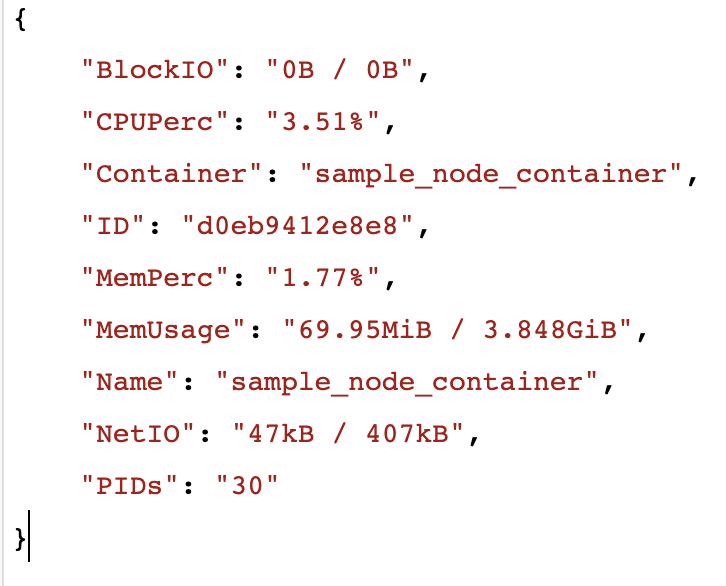 {
"BlockIO": "0B / 0B",
"CPUPerc": "3.51%",
"Container": "sample_node_container",
"ID": "d0eb9412e8e8",
"MemPerc": "1.77%",
"MemUsage": "69.95MiB / 3.848GiB",
"Name": "sample_node_container",
"NetIO": "47kB / 407kB",
"PIDs": "30"
}